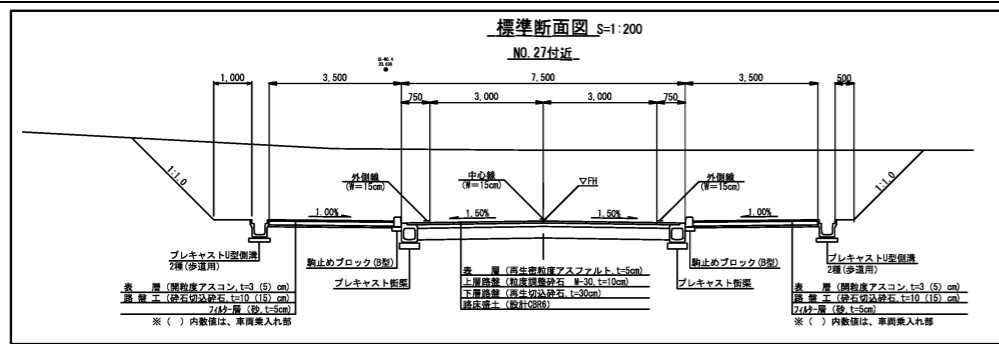 標準断面図 S=1:200
NO.27付近
1,000
3,500
7,500
3,500
500
750
3,000
3,000
750
1:1.0
外側線
(W=15cm)
中心線
(W=15cm)
▽FH
外側線
(W=15cm)
1:1.0
1.00%
1.50%
1.50%
1.00%
プレキャストU型側溝
2種(歩道用)
駒止めブロック(B型)
プレキャスト街渠
表 層 (再生密粒度アスファルト, t=5cm)
上層路盤 (粒度調整砕石 M-30, t=10cm)
下層路盤 (再生切込砕石, t=30cm)
路床盛土 (設計CBR6)
駒止めブロック(B型)
プレキャスト街渠
プレキャストU型側溝
2種(歩道用)
表 層 (開粒度アスコン, t=3 (5) cm)
路 盤 工 (砕石切込砕石, t=10 (15) cm)
フィルター層 (砂, t=5cm)
※ ( ) 内数値は、車両乗入れ部
表 層 (開粒度アスコン, t=3 (5) cm)
路 盤 工 (砕石切込砕石, t=10 (15) cm)
フィルター層 (砂, t=5cm)
※ ( ) 内数値は、車両乗入れ部